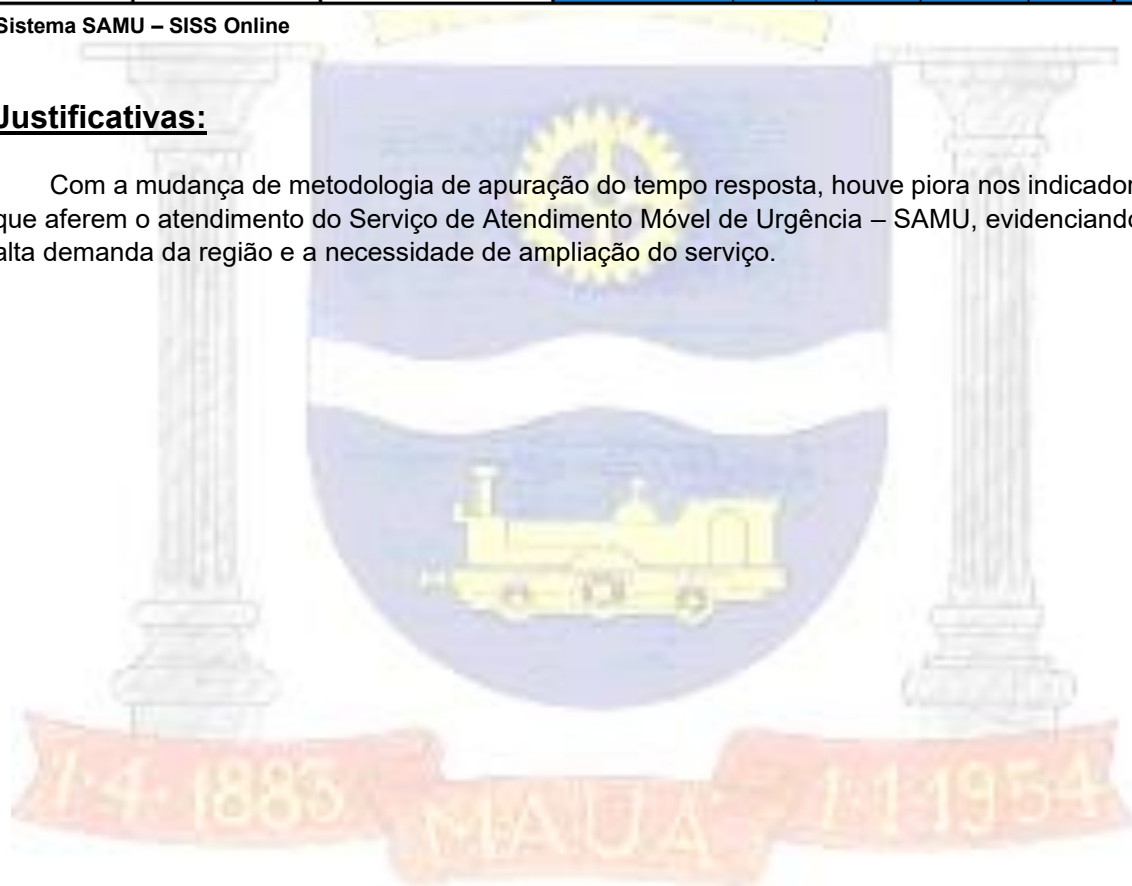 Sistema SAMU – SISS Online
Justificativas:
Com a mudança de metodologia de apuração do tempo resposta, houve piora nos indicador
que aferem o atendimento do Serviço de Atendimento Móvel de Urgência – SAMU, evidenciando
alta demanda da região e a necessidade de ampliação do serviço.
1·4·1883 MAUÁ 1·1·1954